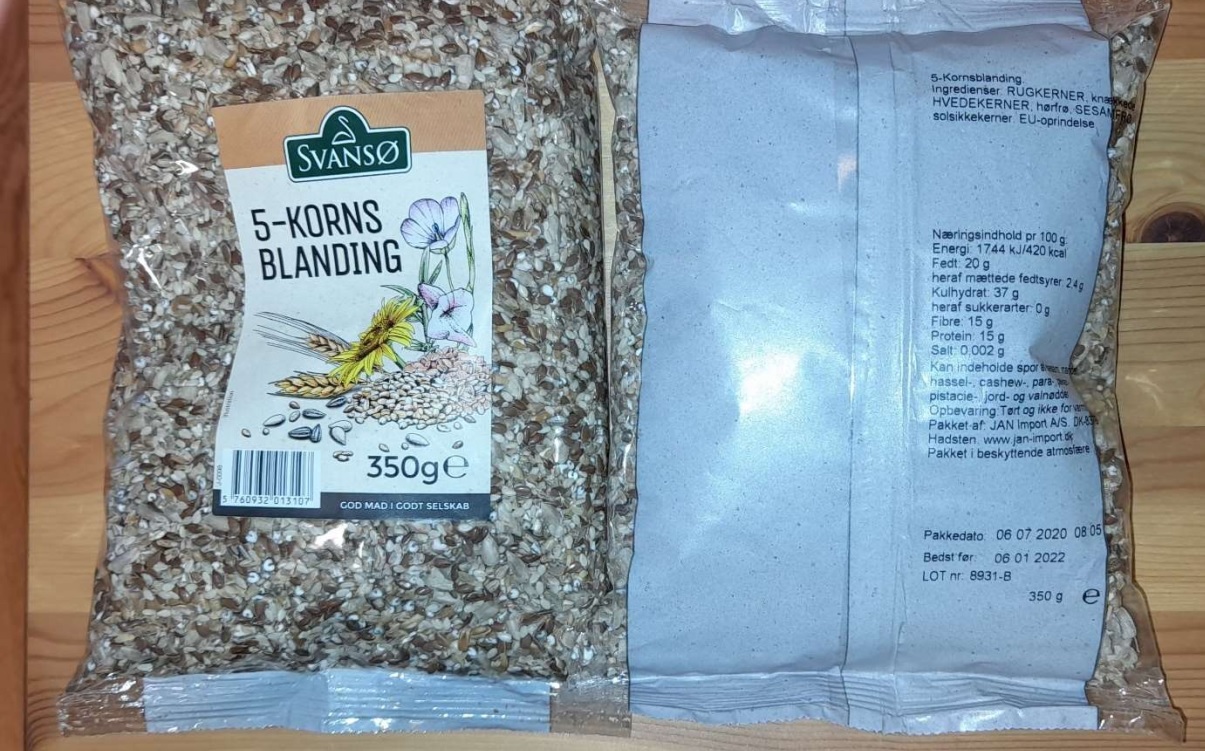 SVANSØ
5-KORNS
BLANDING
350g e
5 760932 013107
GOD MAD I GODT SELSKAB
5-Kornsblanding.
Ingredienser: RUGKERNER, knækkede
HVEDEKERNER, hørfrø, SESAMFRØ
solsikkekerner. EU-oprindelse
Næringsindhold pr 100 g:
Energi: 1744 kJ/420 kcal
Fedt: 20 g
heraf mættede fedtsyrer 2,4 g
Kulhydrat: 37 g
heraf sukkerarter: 0 g
Fibre: 15 g
Protein: 15 g
Salt: 0,002 g
Kan indeholde spor
hassel-, cashew-, para-,
pistacie-, jord- og valnødder
Opbevaring: Tørt og ikke for
Pakket af: JAN Import A/S.
Hadsten. www.jan-import.dk
Pakket i beskyttende atmosfære
Pakkedato: 06 07 2020 08:05
Bedst før: 06 01 2022
LOT nr: 8931-B
350 g e